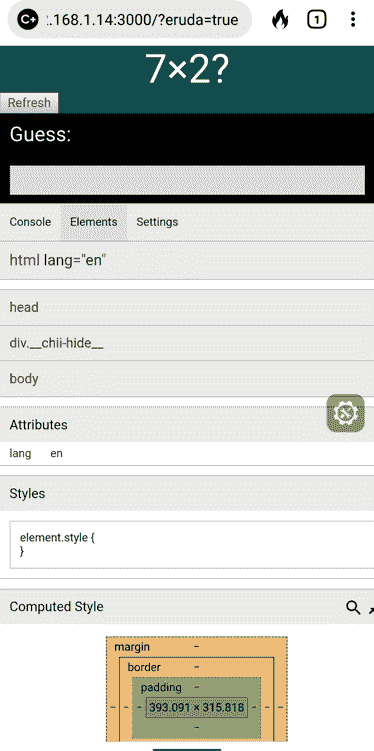 :.168.1.14:3000/?eruda=true
1
7×2?
Refresh
Guess:
Console Elements Settings
html lang="en"
head
div.__chii-hide__
body
Attributes
lang en
Styles
element.style {
}
Computed Style
margin –
border –
padding –
– – – 393.091 × 315.818 – – –
–